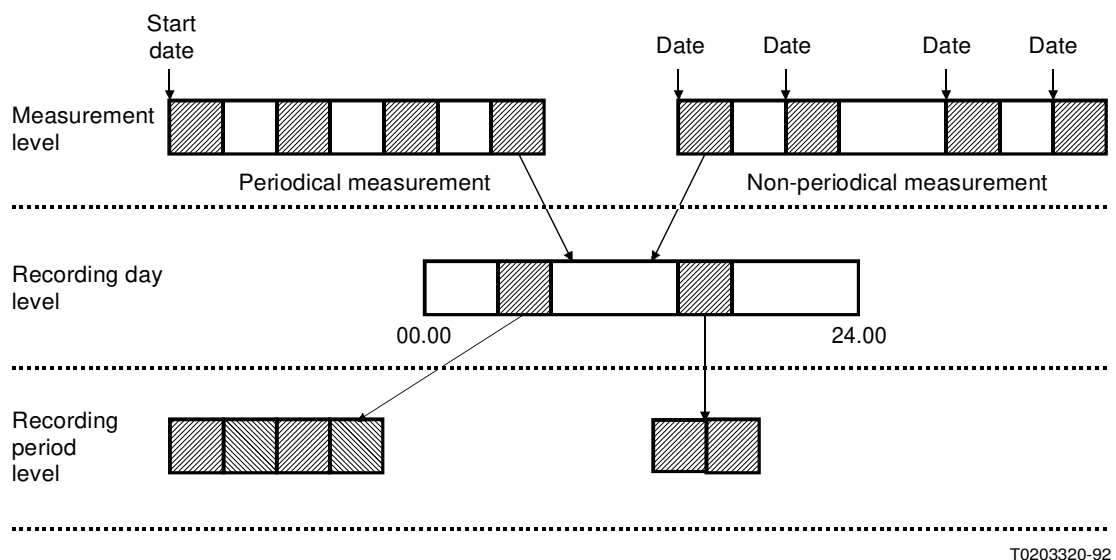 Start
date
Date
Date
Date
Date
Measurement
level
Periodical measurement
Non-periodical measurement
Recording day
level
00.00
24.00
Recording
period
level
T0203320-92